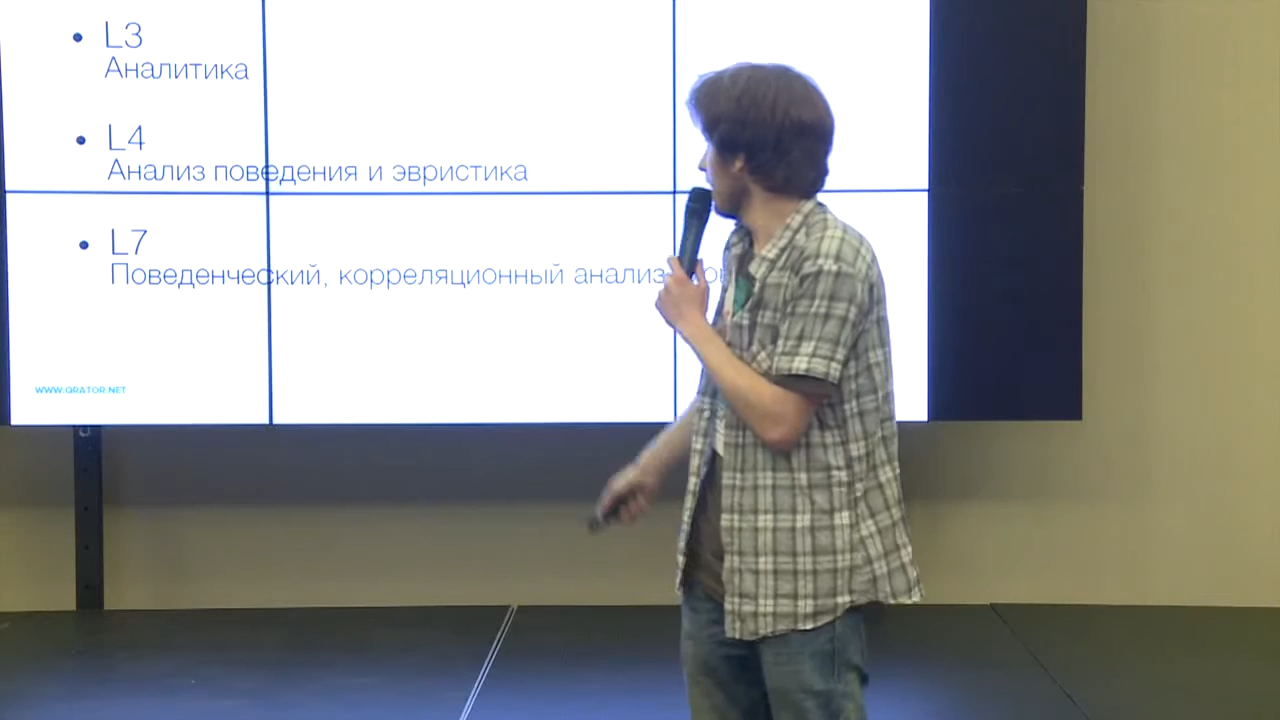 L3
Аналитика
L4
Анализ поведения и эвристика
L7
Поведенческий, корреляционный анализ
WWW.QRATOR.NET